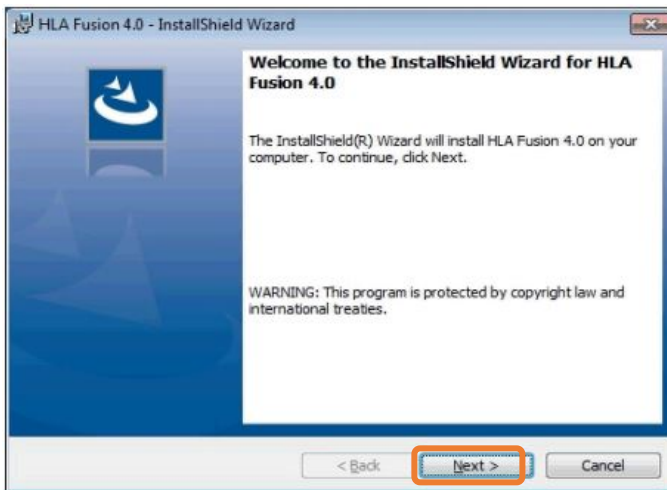 HLA Fusion 4.0 - InstallShield Wizard
Welcome to the InstallShield Wizard for HLA
Fusion 4.0
The InstallShield(R) Wizard will install HLA Fusion 4.0 on your
computer. To continue, click Next.
WARNING: This program is protected by copyright law and
international treaties.
< Back Next > Cancel